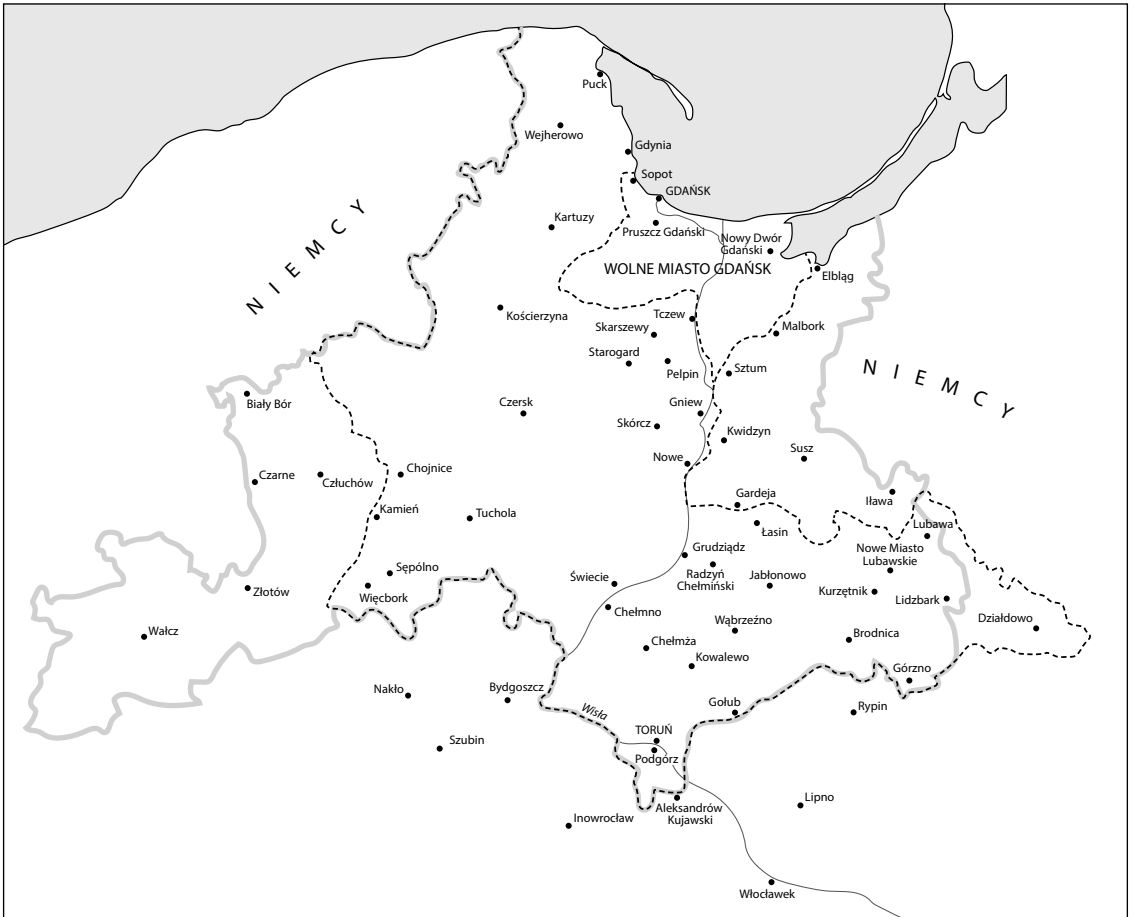 Puck
Wejherowo
Gdynia
Sopot
GDAŃSK
Kartuzy
Pruszcz Gdański
Nowy Dwór
Gdański
NIEMCY
WOLNE MIASTO GDAŃSK
Elbląg
Kościerzyna
Tczew
Skarszewy
Malbork
Starogard
Pelpin
Sztum
NIEMCY
Biały Bór
Czersk
Gniew
Skórcz
Kwidzyn
Susz
Nowe
Czarne
Człuchów
Chojnice
Gardeja
Iława
Kamień
Tuchola
Łasin
Lubawa
Grudziądz
Nowe Miasto
Lubawskie
Radzyń
Chełmiński
Jabłonowo
Sępólno
Świecie
Złotów
Więcbork
Kurzętnik
Lidzbark
Chełmno
Działdowo
Wałcz
Wąbrzeźno
Brodnica
Chełmża
Kowalewo
Górzno
Nakło
Bydgoszcz
Wisła
Gołub
Rypin
TORUŃ
Podgórz
Szubin
Aleksandrów
Kujawski
Lipno
Inowrocław
Włocławek